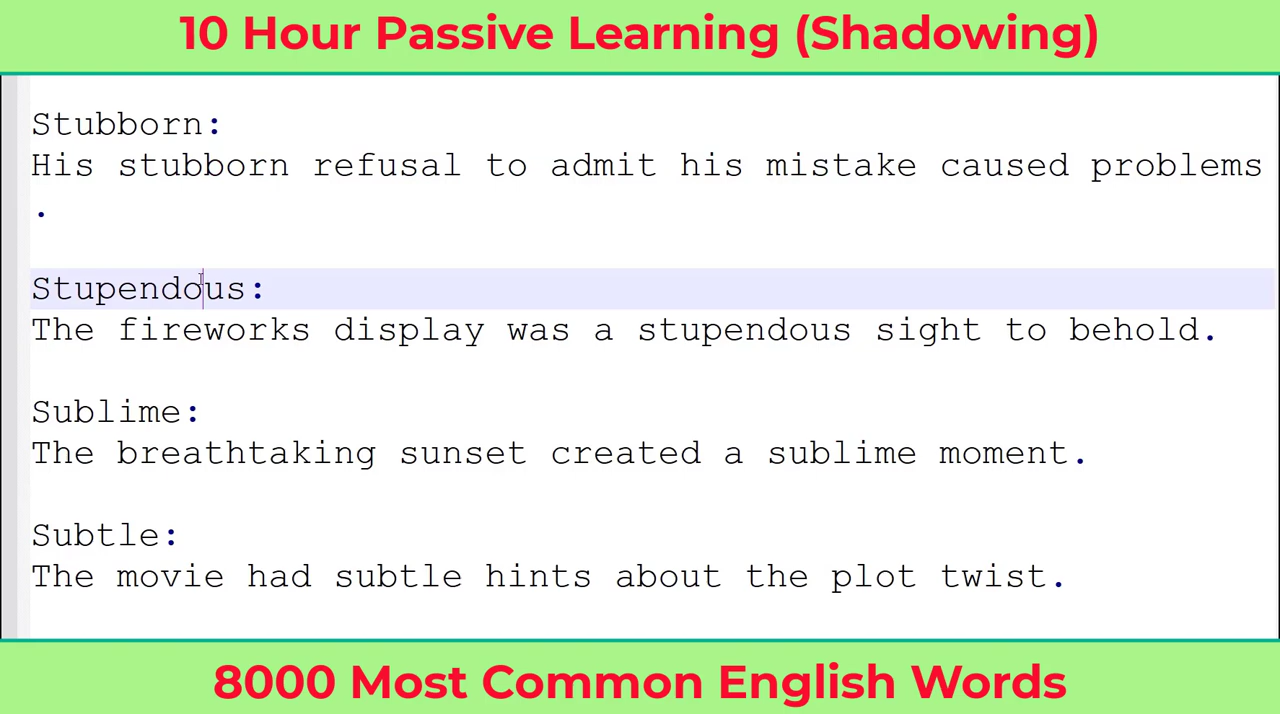 10 Hour Passive Learning (Shadowing)
Stubborn:
His stubborn refusal to admit his mistake caused problems
.
Stupendous:
The fireworks display was a stupendous sight to behold.
Sublime:
The breathtaking sunset created a sublime moment.
Subtle:
The movie had subtle hints about the plot twist.
8000 Most Common English Words